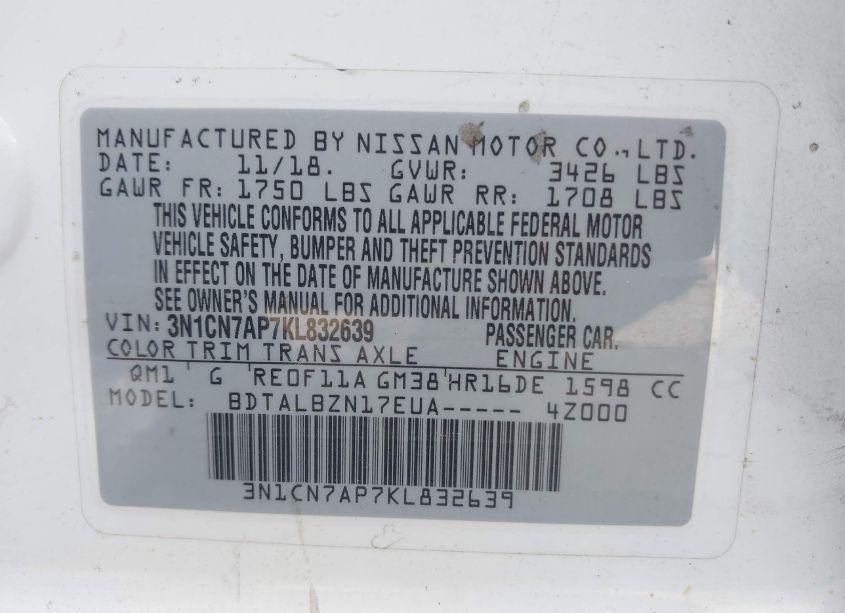 MANUFACTURED BY NISSAN MOTOR CO., LTD.
DATE: 11/18. GVWR: 3426 LBS
GAWR FR: 1750 LBS GAWR RR: 1708 LBS
THIS VEHICLE CONFORMS TO ALL APPLICABLE FEDERAL MOTOR
VEHICLE SAFETY, BUMPER AND THEFT PREVENTION STANDARDS
IN EFFECT ON THE DATE OF MANUFACTURE SHOWN ABOVE.
SEE OWNER'S MANUAL FOR ADDITIONAL INFORMATION.
VIN: 3N1CN7AP7KL832639 PASSENGER CAR.
COLOR TRIM TRANS AXLE ENGINE
QM1 G RE0F11A GM38 HR16DE 1598 CC
MODEL: BDTALBZN17EUA----- 4Z000
3N1CN7AP7KL832639